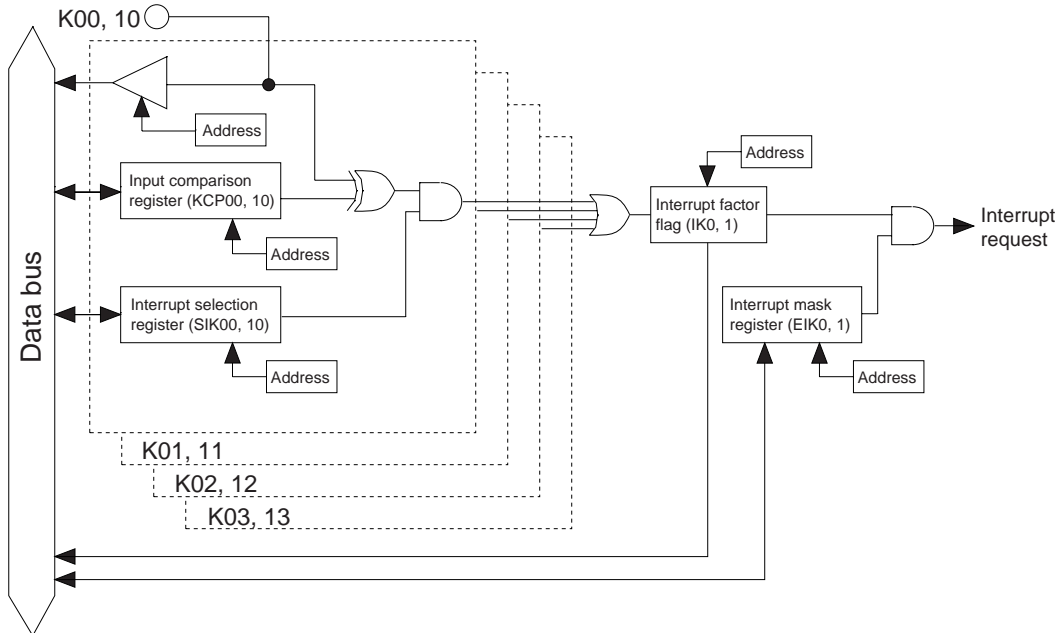 K00, 10
Address
Input comparison
register (KCP00, 10)
Address
Interrupt selection
register (SIK00, 10)
Address
Data bus
K01, 11
K02, 12
K03, 13
Address
Interrupt factor
flag (IK0, 1)
Interrupt
request
Interrupt mask
register (EIK0, 1)
Address